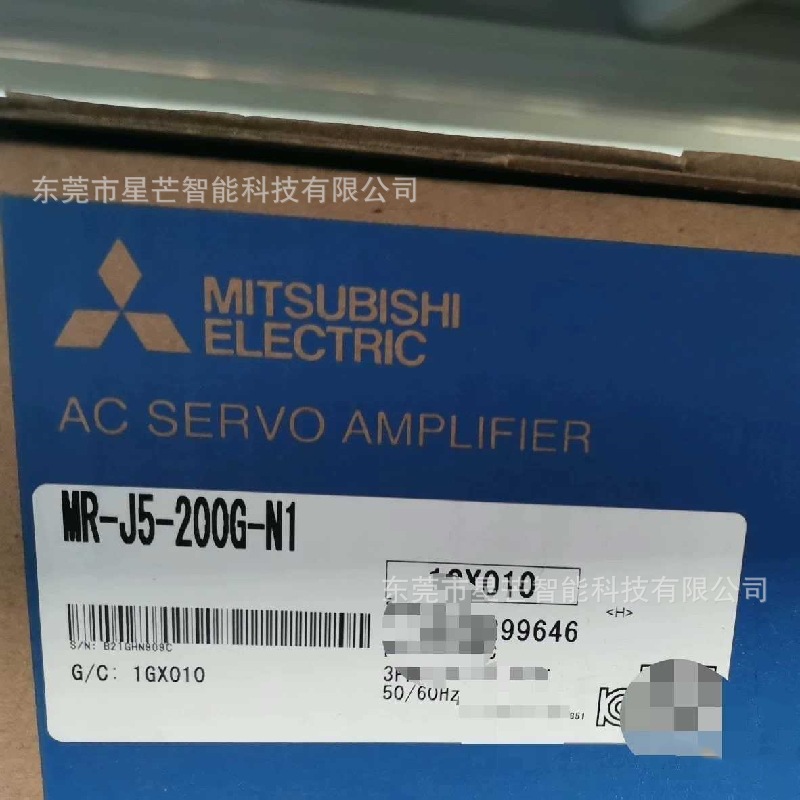 东莞市星芒智能科技有限公司
MITSUBISHI
ELECTRIC
AC SERVO AMPLIFIER
MR-J5-200G-N1
1GX010
东莞市星芒智能科技有限公司
<H>
99646
S/N: B21GHN909C
G/C: 1GX010
50/60Hz